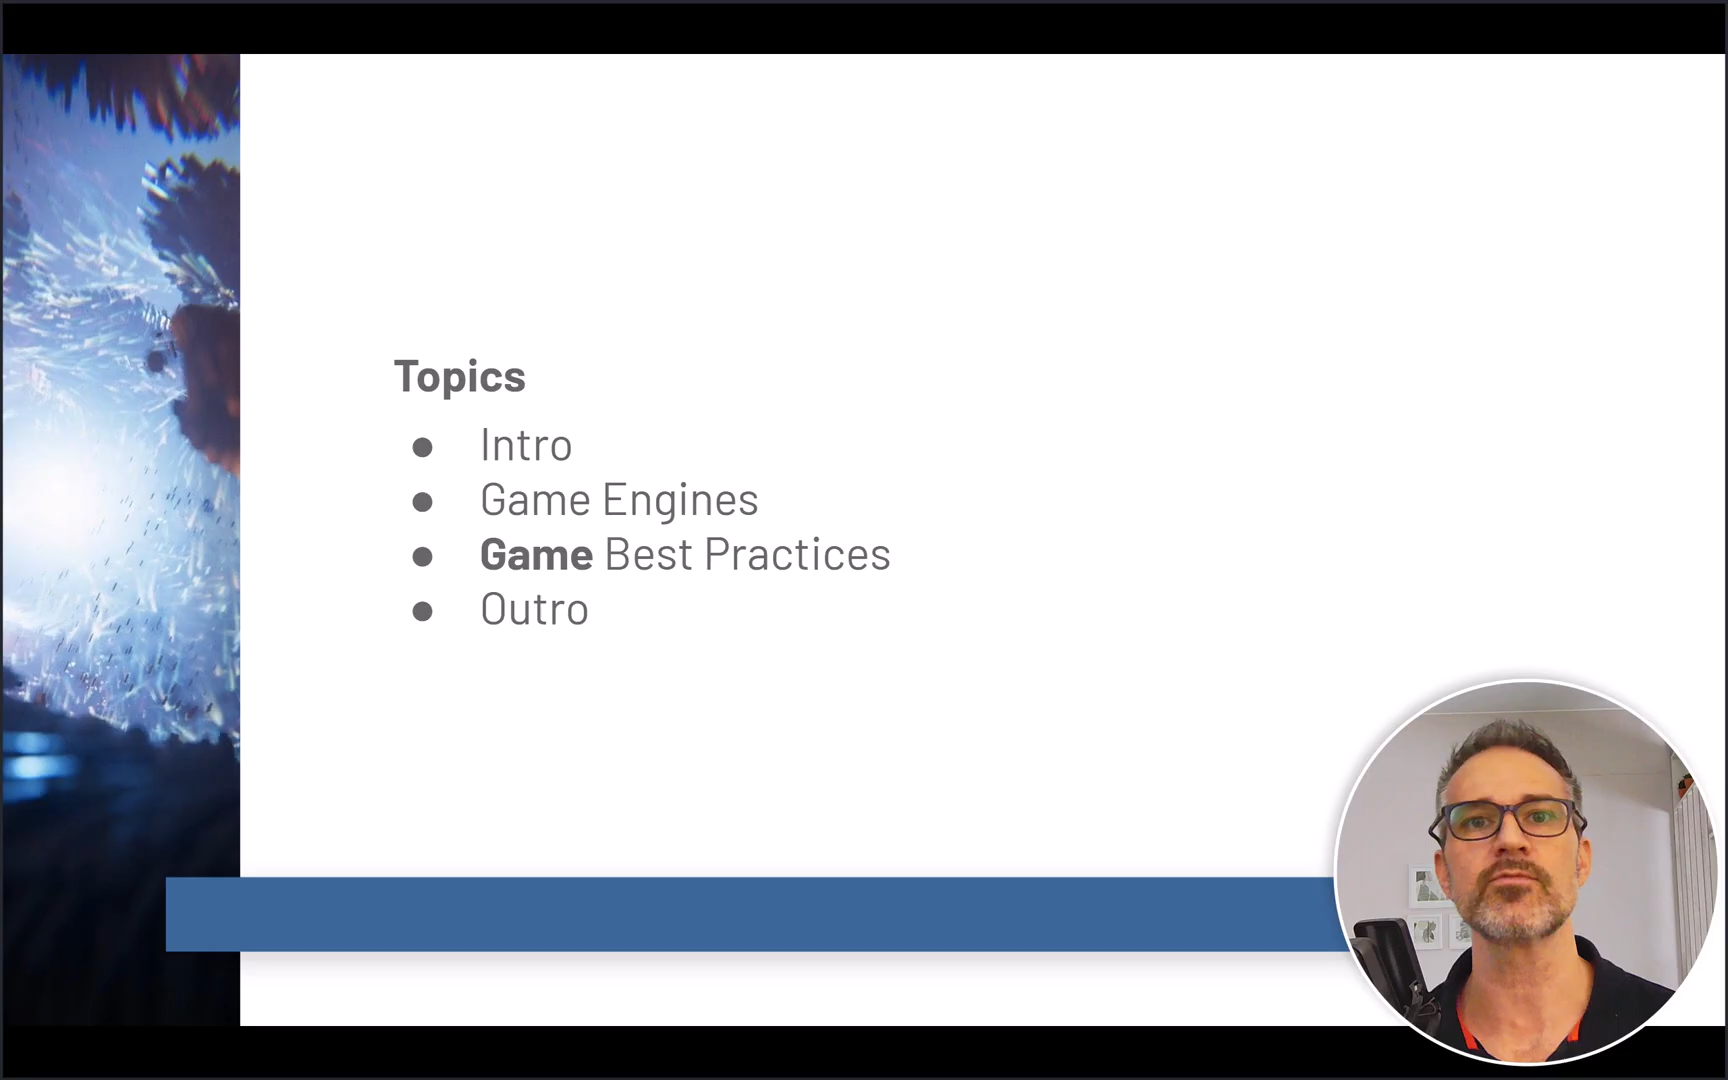 Topics
● Intro
● Game Engines
● Game Best Practices
● Outro